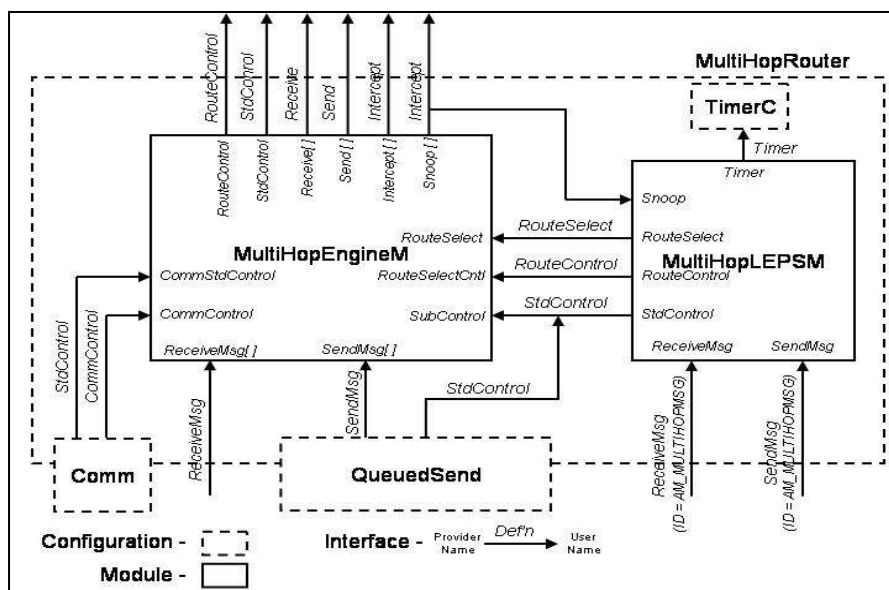 RouteControl
StdControl
Receive
Send
Intercept
Intercept
MultiHopRouter
TimerC
Timer
Timer
RouteControl
StdControl
Receive[ ]
Send [ ]
Intercept [ ]
Snoop [ ]
Snoop
RouteSelect
RouteSelect
RouteSelect
MultiHopEngineM
MultiHopLEPSM
CommStdControl
RouteSelectCntl
RouteControl
RouteControl
StdControl
CommControl
SubControl
StdControl
ReceiveMsg[ ]
SendMsg[ ]
ReceiveMsg
SendMsg
StdControl
CommControl
ReceiveMsg
SendMsg
StdControl
ReceiveMsg
(ID = AM_MULTIHOPMSG)
SendMsg
(ID = AM_MULTIHOPMSG)
Comm
QueuedSend
Configuration -
Interface - Provider Name Def'n User Name
Module -